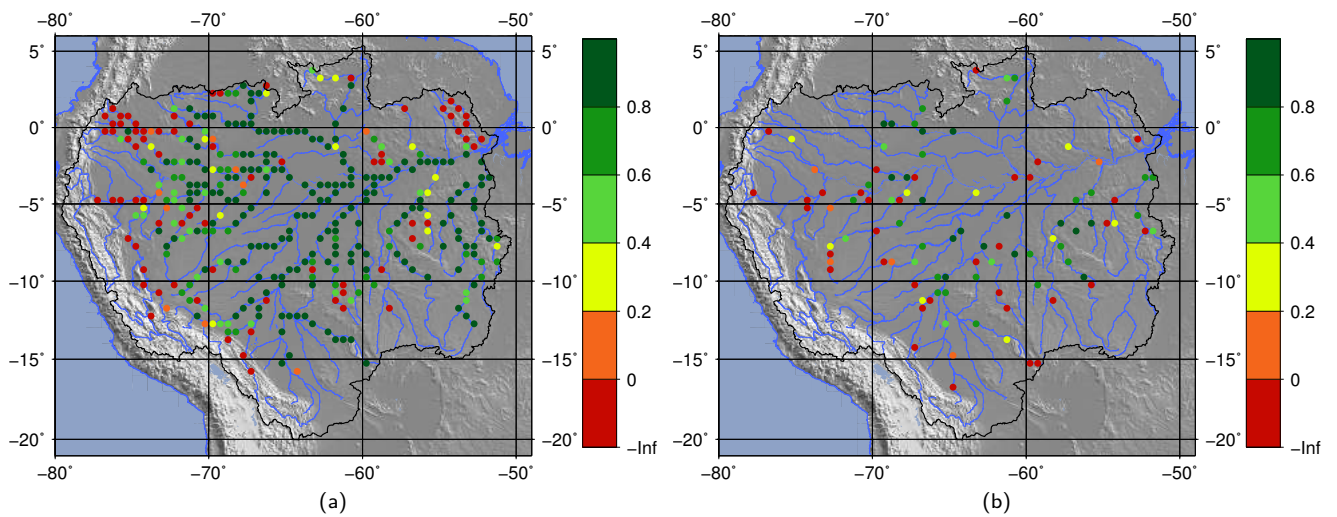 −70° −60° −50° −70° −60° −50°
5° 5° 5° 5°
0.8 0.8
0° 0° 0° 0°
0.6 0.6
−5° −5° −5° −5°
0.4 0.4
−10° −10° −10° −10°
0.2 0.2
−15° −15° −15° −15°
0 0
−20° −20° −20° −20°
−Inf −Inf
−80° −70° −60° −50° −80° −70° −60° −50°
(a) (b)